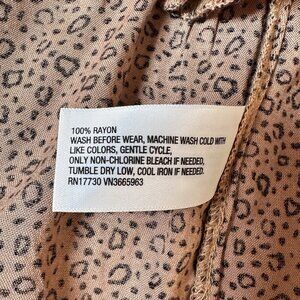 100% RAYON
WASH BEFORE WEAR, MACHINE WASH COLD WITH
LIKE COLORS, GENTLE CYCLE,
ONLY NON-CHLORINE BLEACH IF NEEDED,
TUMBLE DRY LOW, COOL IRON IF NEEDED.
RN17730 VN3665963